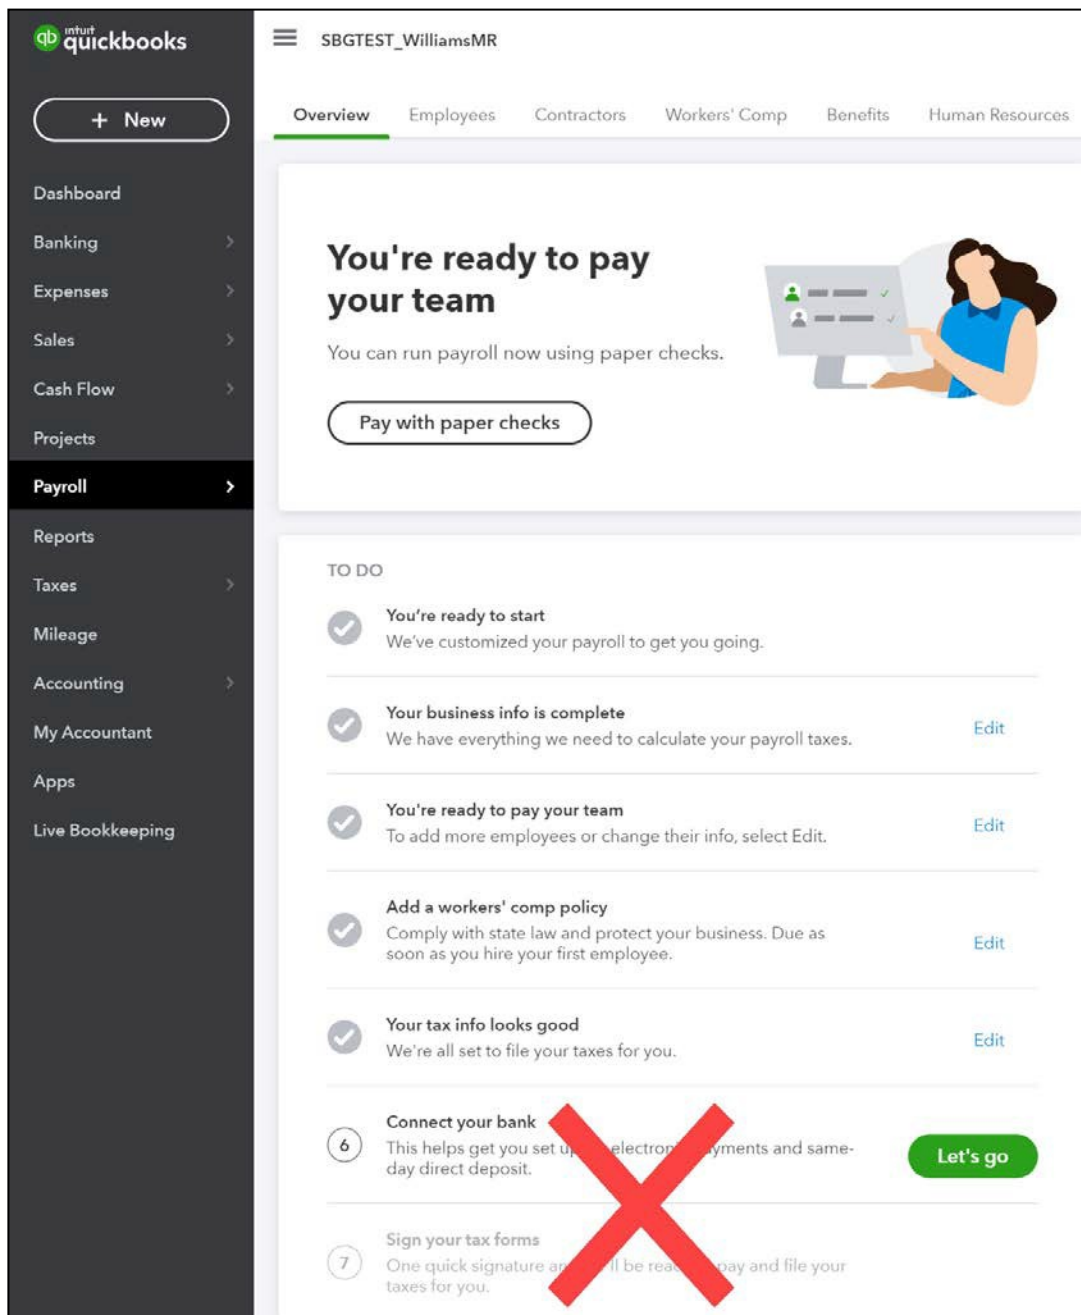 intuit
quickbooks
SBGTEST_WilliamsMR
+ New
Overview Employees Contractors Workers' Comp Benefits Human Resources
Dashboard
Banking
Expenses
Sales
Cash Flow
Projects
Payroll
Reports
Taxes
Mileage
Accounting
My Accountant
Apps
Live Bookkeeping
You're ready to pay
your team
You can run payroll now using paper checks.
Pay with paper checks
TO DO
You're ready to start
We've customized your payroll to get you going.
Your business info is complete
We have everything we need to calculate your payroll taxes.
Edit
You're ready to pay your team
To add more employees or change their info, select Edit.
Edit
Add a workers' comp policy
Comply with state law and protect your business. Due as
soon as you hire your first employee.
Edit
Your tax info looks good
We're all set to file your taxes for you.
Edit
6
Connect your bank
This helps get you set and same-
day direct deposit.
Let's go
7
Sign your tax forms
One quick signature be pay and file your
taxes for you.